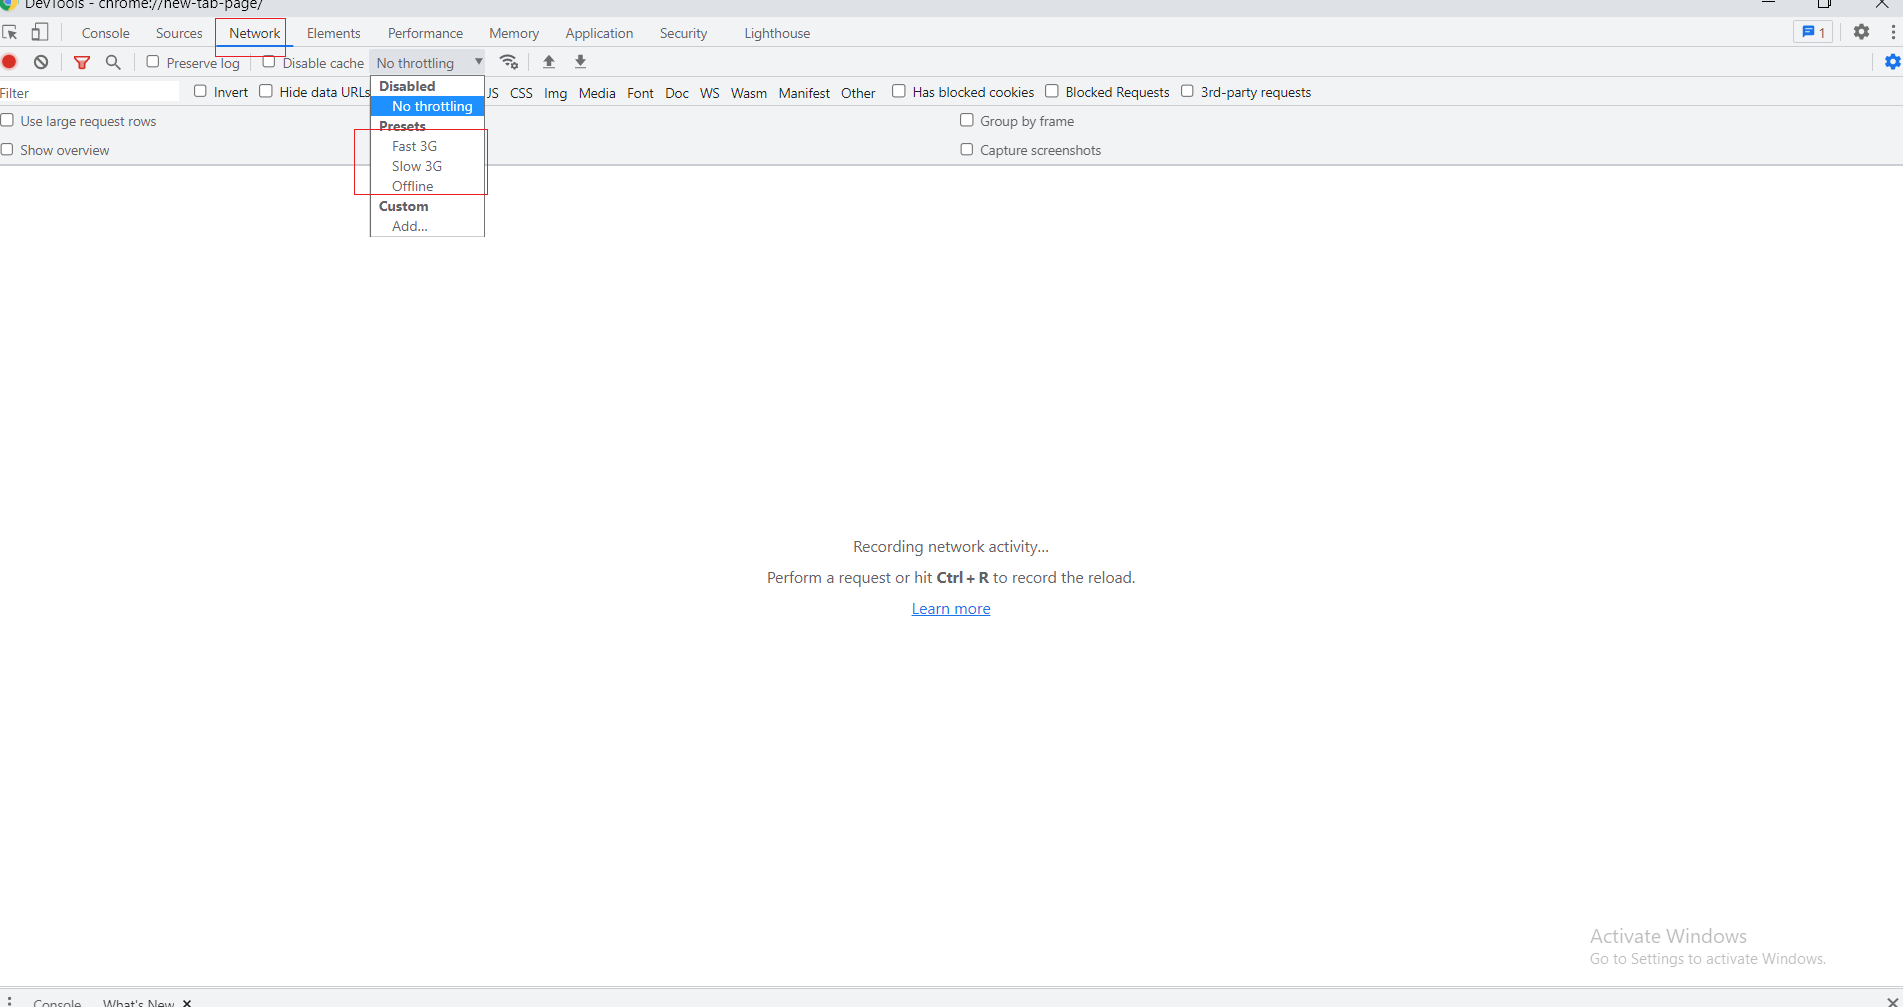 DevTools - chrome://new-tab-page/
Console Sources Network Elements Performance Memory Application Security Lighthouse 1
Preserve log Disable cache No throttling
Filter Invert Hide data URLs JS CSS Img Media Font Doc WS Wasm Manifest Other Has blocked cookies Blocked Requests 3rd-party requests
Disabled
No throttling
Presets
Fast 3G
Slow 3G
Offline
Custom
Add...
Use large request rows Group by frame
Show overview Capture screenshots
Recording network activity...
Perform a request or hit Ctrl + R to record the reload.
Learn more
Activate Windows
Go to Settings to activate Windows.
Console What's New